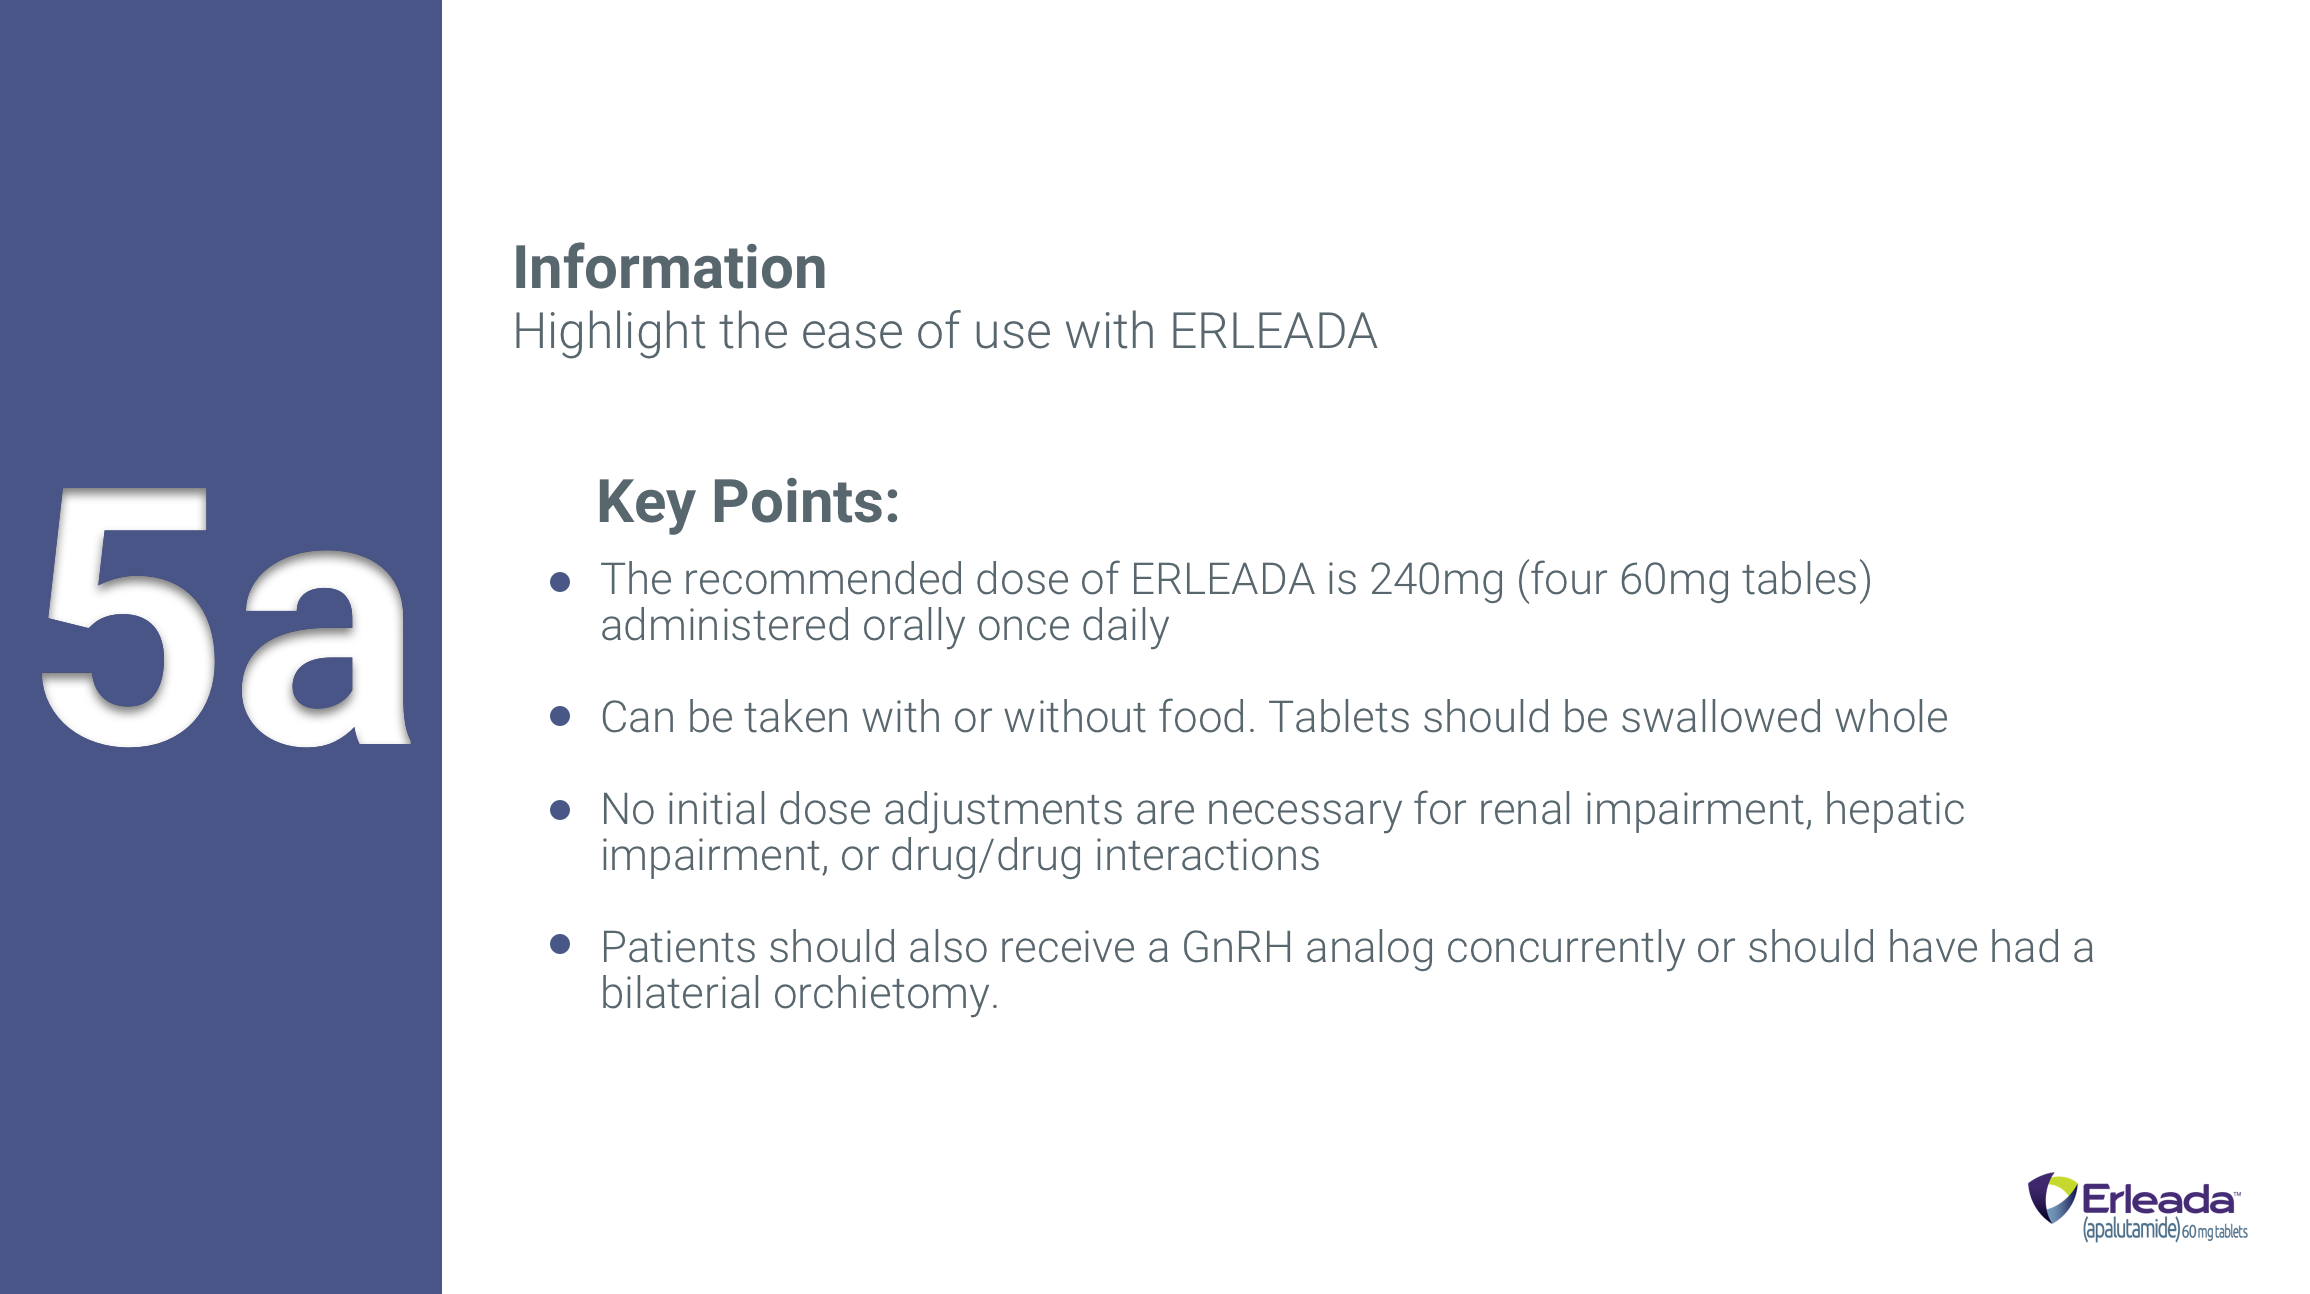 5a
Information
Highlight the ease of use with ERLEADA
Key Points:
The recommended dose of ERLEADA is 240mg (four 60mg tables)
administered orally once daily
Can be taken with or without food. Tablets should be swallowed whole
No initial dose adjustments are necessary for renal impairment, hepatic
impairment, or drug/drug interactions
Patients should also receive a GnRH analog concurrently or should have had a
bilaterial orchietomy.
Erleada™
(apalutamide) 60 mg tablets